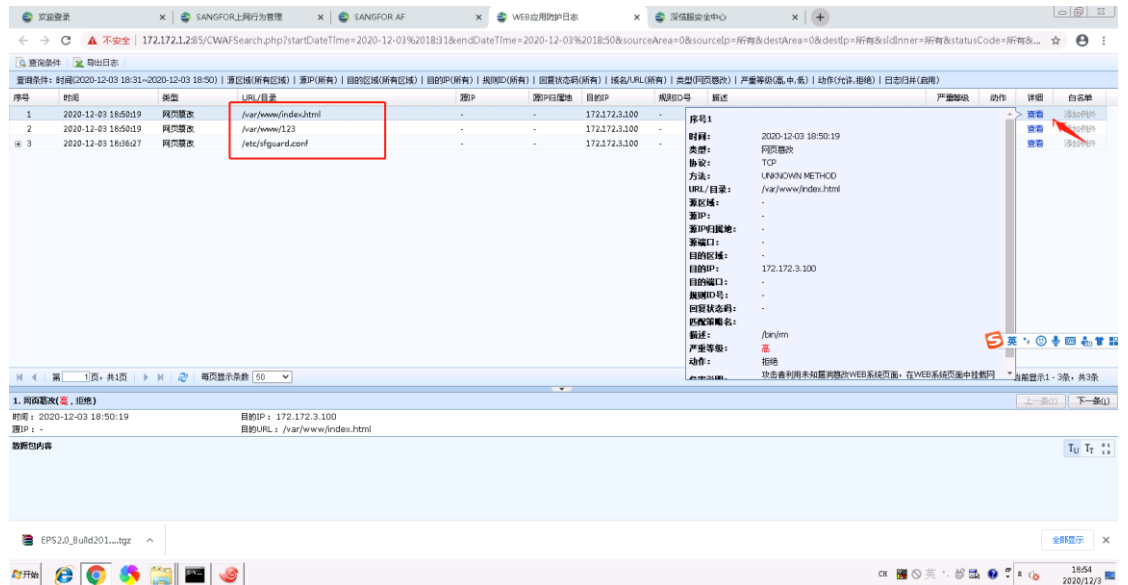 欢迎登录 × SANGFOR上网行为管理 × SANGFOR AF × WEB应用防护日志 × 深信服安全中心 × +
不安全 | 172.172.1.2:85/CWAFSearch.php?startDateTime=2020-12-03%2018:31&endDateTime=2020-12-03%2018:50&sourceArea=0&sourceIp=所有&destArea=0&destIp=所有&sidInner=所有&statusCode=所有&...
查询条件 导出日志
查询条件: 时间(2020-12-03 18:31~2020-12-03 18:50) | 源区域(所有区域) | 源IP(所有) | 目的区域(所有区域) | 目的IP(所有) | 规则ID(所有) | 回复状态码(所有) | 域名/URL(所有) | 类型(网页篡改) | 严重等级(高,中,低) | 动作(允许,拒绝) | 日志归并(启用)
序号 时间 类型 URL/目录 源IP 源IP归属地 目的IP 规则ID号 描述 严重等级 动作 详细 白名单
1 2020-12-03 18:50:19 网页篡改 /var/www/index.html - - 172.172.3.100 - 查看 添加例外
2 2020-12-03 18:50:19 网页篡改 /var/www/123 - - 172.172.3.100 - 查看 添加例外
3 2020-12-03 18:36:27 网页篡改 /etc/sfguard.conf - - 172.172.3.100 - 查看 添加例外
序号1
时间: 2020-12-03 18:50:19
类型: 网页篡改
协议: TCP
方法: UNKNOWN METHOD
URL/目录: /var/www/index.html
源区域: -
源IP: -
源IP归属地: -
源端口: -
目的区域: -
目的IP: 172.172.3.100
目的端口: -
规则ID号: -
回复状态码: -
匹配策略名:
描述: /bin/rm
严重等级: 高
动作: 拒绝
攻击者利用未知漏洞篡改WEB系统页面,在WEB系统页面中挂载网
英
第 1页,共1页 每页显示条数 50 当前显示1 - 3条,共3条
1. 网页篡改(高 , 拒绝) 上一条(K) 下一条(L)
时间: 2020-12-03 18:50:19 目的IP: 172.172.3.100
源IP: - 目的URL: /var/www/index.html
数据包内容
EPS2.0_Build201....tgz 全部显示 ×
开始 CH 英 18:54
2020/12/3